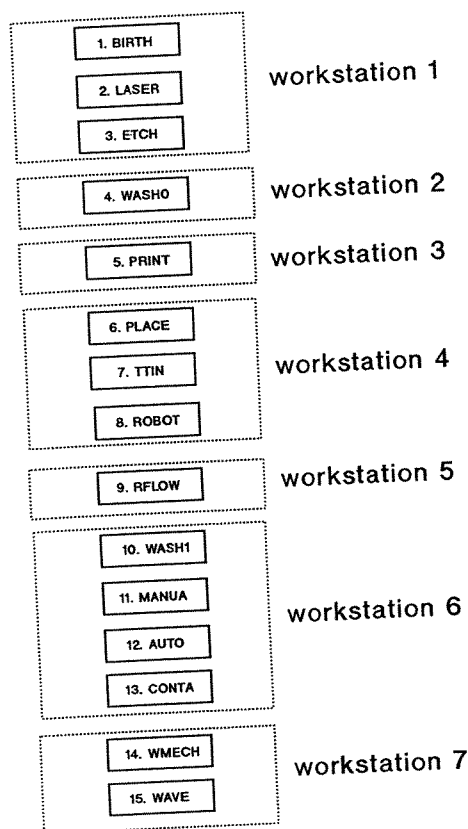 1. BIRTH
workstation 1
2. LASER
3. ETCH
4. WASH0
workstation 2
5. PRINT
workstation 3
6. PLACE
7. TTIN
workstation 4
8. ROBOT
9. RFLOW
workstation 5
10. WASH1
11. MANUA
workstation 6
12. AUTO
13. CONTA
14. WMECH
workstation 7
15. WAVE